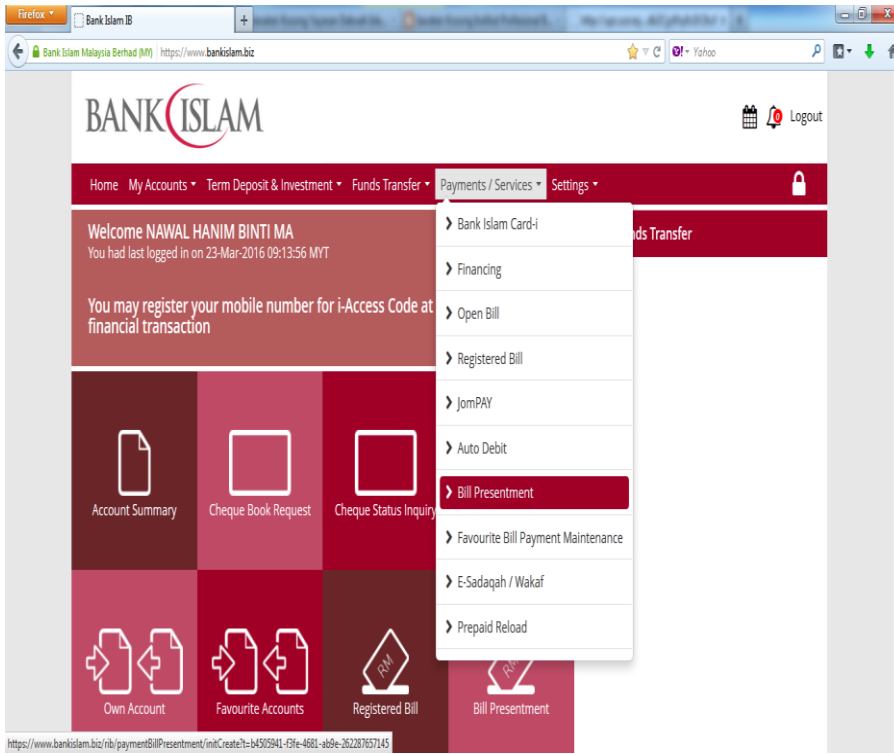 Firefox
Bank Islam IB
Bank Islam Malaysia Berhad (MY) https://www.bankislam.biz
Yahoo
BANK ISLAM
0 Logout
Home My Accounts Term Deposit & Investment Funds Transfer Payments / Services Settings
Welcome NAWAL HANIM BINTI MA
You had last logged in on 23-Mar-2016 09:13:56 MYT
You may register your mobile number for i-Access Code at
financial transaction
nds Transfer
Bank Islam Card-i
Financing
Open Bill
Registered Bill
JomPAY
Auto Debit
Bill Presentment
Favourite Bill Payment Maintenance
E-Sadaqah / Wakaf
Prepaid Reload
Account Summary
Cheque Book Request
Cheque Status Inquiry
RM
RM
Own Account
Favourite Accounts
Registered Bill
Bill Presentment
https://www.bankislam.biz/rib/paymentBillPresentment/initCreate?t=b4505941-f3fe-4681-ab9e-262287657145